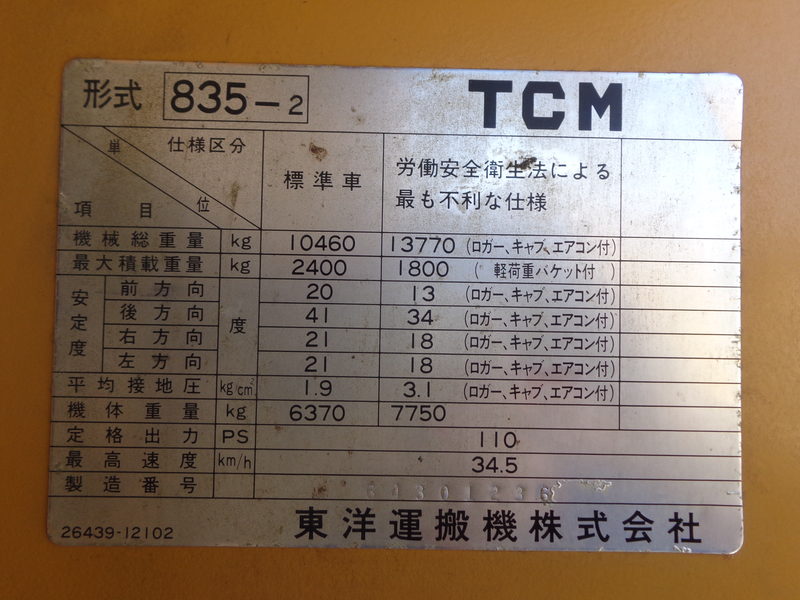 形式 835-2 TCM
単位 仕様区分 項目 標準車 労働安全衛生法による
最も不利な仕様
機械総重量 kg 10460 13770 (ロガー、キャブ、エアコン付)
最大積載重量 kg 2400 1800 (軽荷重バケット付)
安定度 前方向 度 20 13 (ロガー、キャブ、エアコン付)
後方向 41 34 (ロガー、キャブ、エアコン付)
右方向 21 18 (ロガー、キャブ、エアコン付)
左方向 21 18 (ロガー、キャブ、エアコン付)
平均接地圧 kg/cm² 1.9 3.1 (ロガー、キャブ、エアコン付)
機体重量 kg 6370 7750
定格出力 PS 110
最高速度 km/h 34.5
製造番号
26439-12102 東洋運搬機株式会社